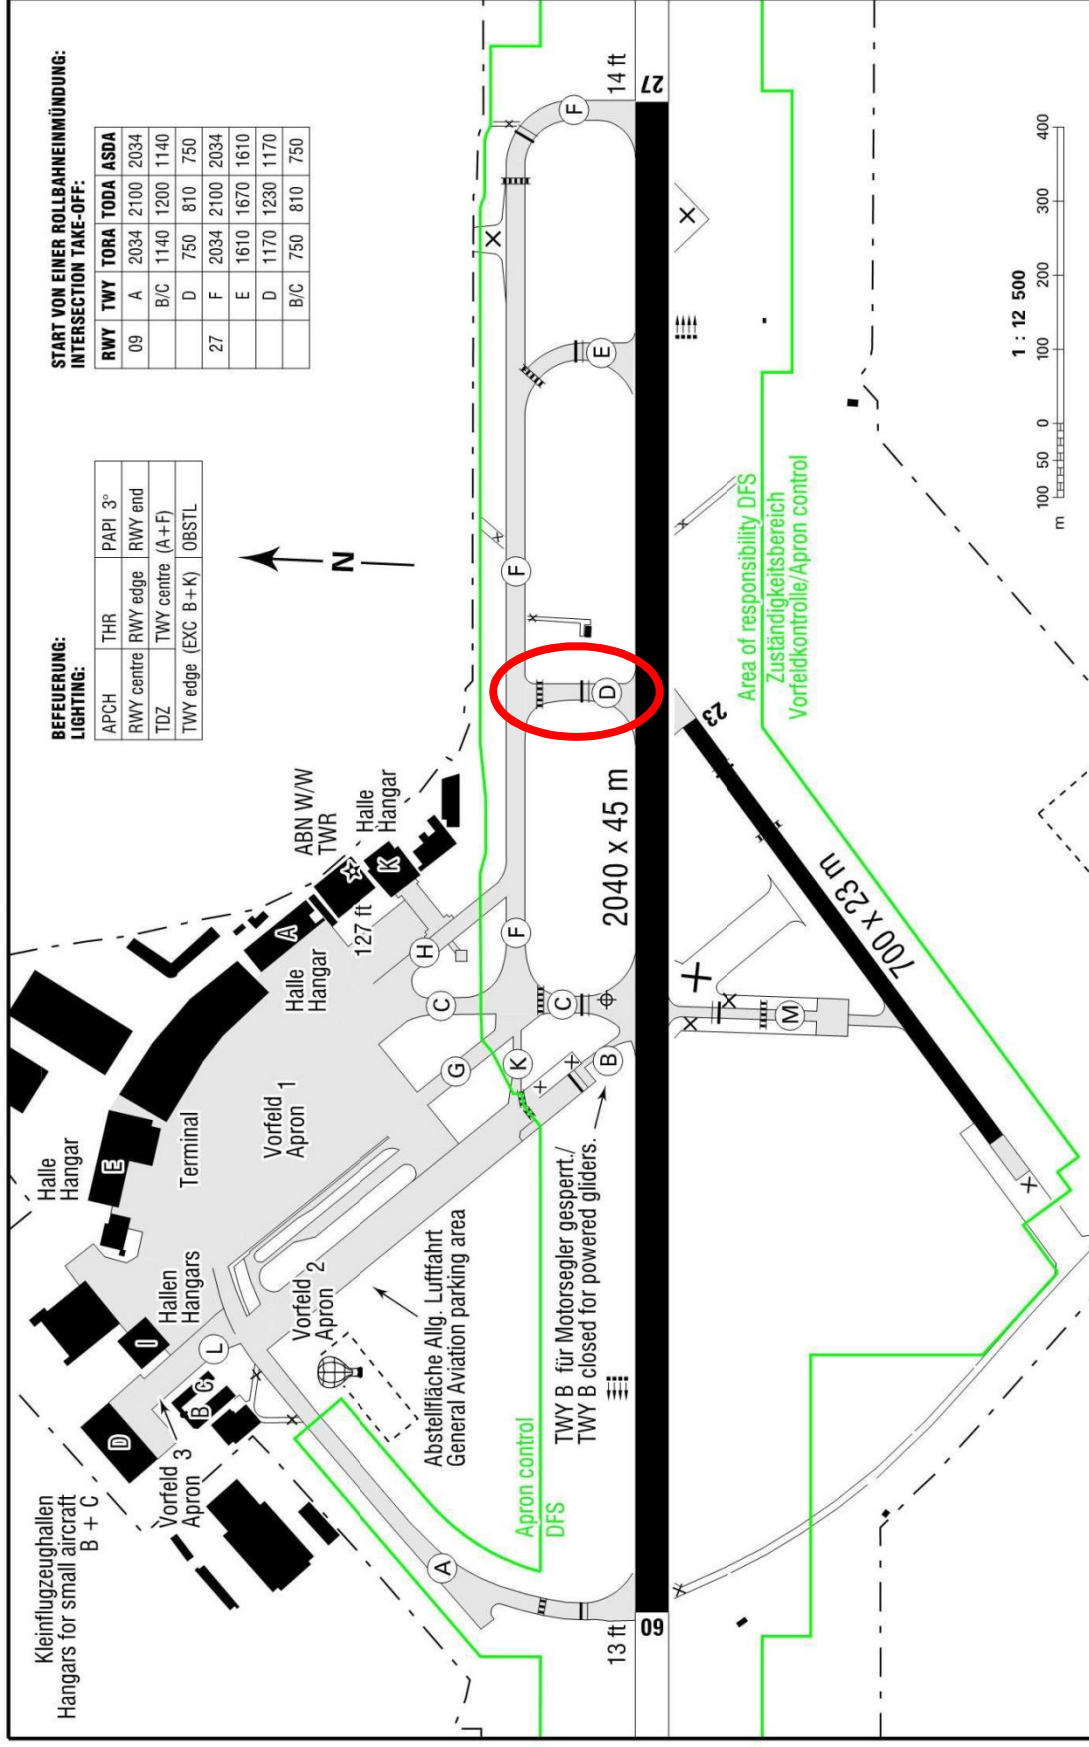 START VON EINER ROLLBAHNEINMÜNDUNG:
INTERSECTION TAKE-OFF:
RWY TWY TORA TODA ASDA
09 A 2034 2100 2034
B/C 1140 1200 1140
D 750 810 750
27 F 2034 2100 2034
E 1610 1670 1610
D 1170 1230 1170
B/C 750 810 750
BEFEUERUNG:
LIGHTING:
APCH THR PAPI 3°
RWY centre RWY edge RWY end
TDZ TWY centre (A+F)
TWY edge (EXC B+K) OBSTL
N
Kleinflugzeughallen
Hangars for small aircraft
B + C
D
B
C
I
L
Vorfeld 3
Apron
Hallen
Hangars
Halle
Hangar
E
Terminal
Vorfeld 1
Apron
Vorfeld 2
Apron
Halle
Hangar
A
127 ft
ABN W/W
TWR
Halle
Hangar
K
H
C
G
Abstellfläche Allg. Luftfahrt
General Aviation parking area
A
Apron control
DFS
TWY B für Motorsegler gesperrt./
TWY B closed for powered gliders.
K
B
C
F
D
F
E
F
13 ft
09
2040 x 45 m
14 ft
27
M
23
700 x 23 m
Area of responsibility DFS
Zuständigkeitsbereich
Vorfeldkontrolle/Apron control
1 : 12 500
m 100 50 0 100 200 300 400